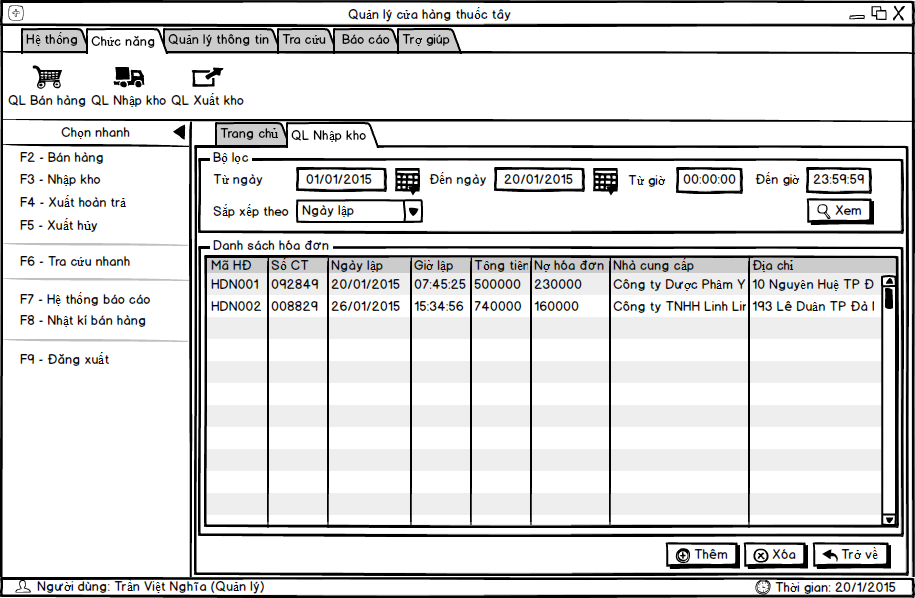 Quản lý cửa hàng thuốc tây
Hệ thống Chức năng Quản lý thông tin Tra cứu Báo cáo Trợ giúp
QL Bán hàng QL Nhập kho QL Xuất kho
Chọn nhanh
F2 - Bán hàng
F3 - Nhập kho
F4 - Xuất hoàn trả
F5 - Xuất hủy
F6 - Tra cứu nhanh
F7 - Hệ thống báo cáo
F8 - Nhật kí bán hàng
F9 - Đăng xuất
Trang chủ QL Nhập kho
Bộ lọc
Từ ngày 01/01/2015 Đến ngày 20/01/2015 Từ giờ 00:00:00 Đến giờ 23:59:59
Sắp xếp theo Ngày lập Xem
Danh sách hóa đơn
Mã HĐ Số CT Ngày lập Giờ lập Tổng tiền Nợ hóa đơn Nhà cung cấp Địa chỉ
HDN001 092849 20/01/2015 07:45:25 500000 230000 Công ty Dược Phẩm Y 10 Nguyên Huệ TP Đ
HDN002 008829 26/01/2015 15:34:56 740000 160000 Công ty TNHH Linh Lin 193 Lê Duẩn TP Đà
Thêm Xóa Trở về
Người dùng: Trần Việt Nghĩa (Quản lý) Thời gian: 20/1/2015